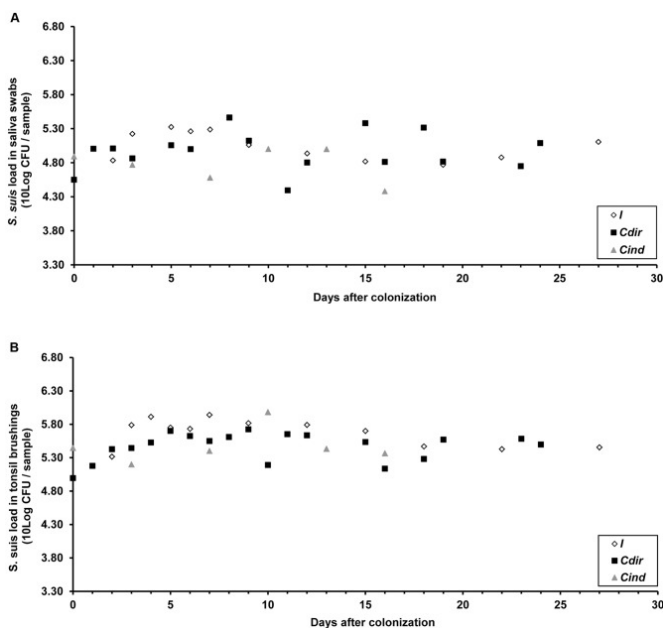 A
6.80
6.30
5.80
5.30
4.80
4.30
3.80
3.30
S. suis load in saliva swabs
(10Log CFU / sample)
0 5 10 15 20 25 30
Days after colonization
I
Cdir
Cind
B
6.80
6.30
5.80
5.30
4.80
4.30
3.80
3.30
S. suis load in tonsil brushings
(10Log CFU / sample)
0 5 10 15 20 25 30
Days after colonization
I
Cdir
Cind